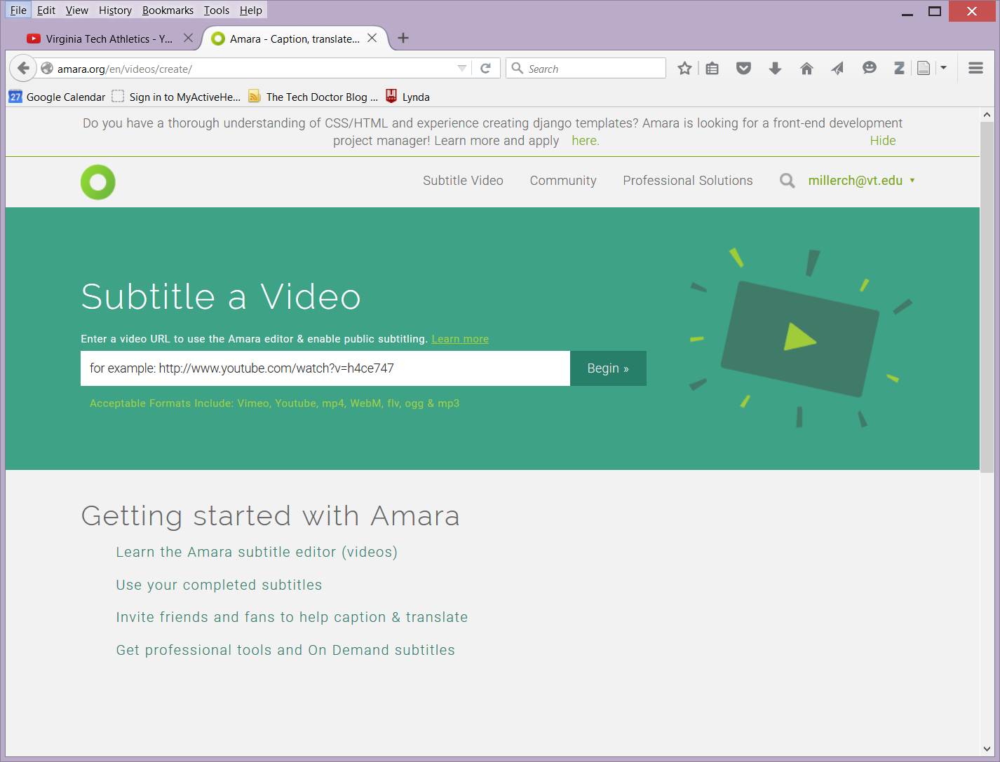 File Edit View History Bookmarks Tools Help
Virginia Tech Athletics - Y... Amara - Caption, translate...
amara.org/en/videos/create/ Search
27 Google Calendar Sign in to MyActiveHe... The Tech Doctor Blog ... Lynda
Do you have a thorough understanding of CSS/HTML and experience creating django templates? Amara is looking for a front-end development
project manager! Learn more and apply here. Hide
Subtitle Video Community Professional Solutions millerch@vt.edu
Subtitle a Video
Enter a video URL to use the Amara editor & enable public subtitling. Learn more
for example: http://www.youtube.com/watch?v=h4ce747 Begin »
Acceptable Formats Include: Vimeo, Youtube, mp4, WebM, flv, ogg & mp3
Getting started with Amara
Learn the Amara subtitle editor (videos)
Use your completed subtitles
Invite friends and fans to help caption & translate
Get professional tools and On Demand subtitles